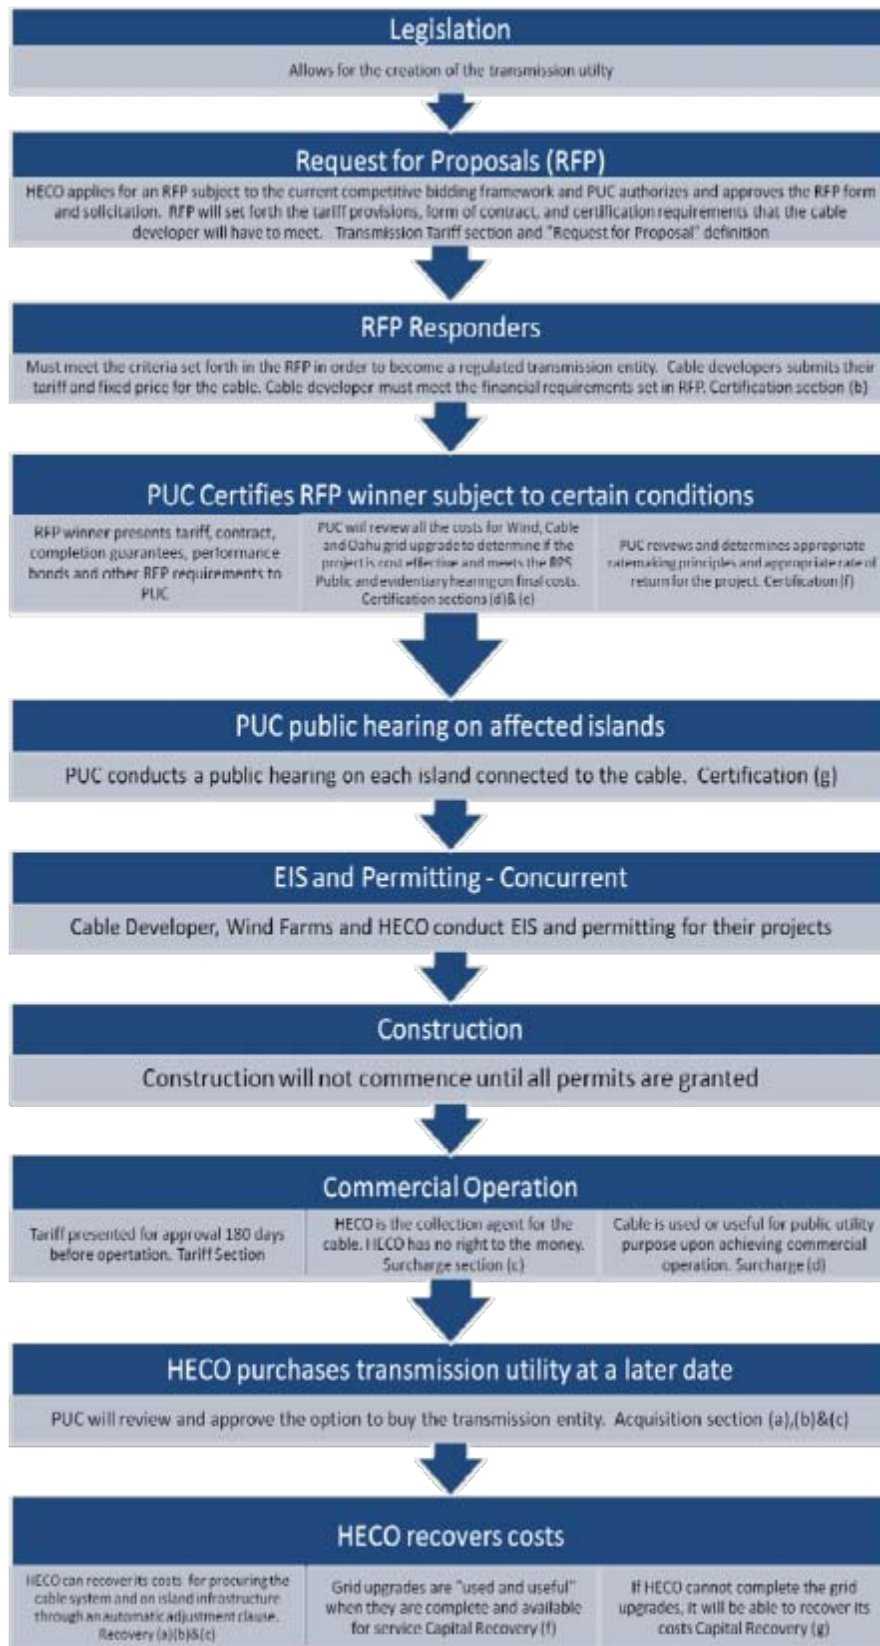 Legislation
Allows for the creation of the transmission utilty
Request for Proposals (RFP)
HECO applies for an RFP subject to the current competitive bidding framework and PUC authorizes and approves the RFP form
and solicitation. RFP will set forth the tariff provisions, form of contract, and certification requirements that the cable
developer will have to meet. Transmission Tariff section and "Request for Proposal" definition
RFP Responders
Must meet the criteria set forth in the RFP in order to become a regulated transmission entity. Cable developers submits their
tariff and fixed price for the cable. Cable developer must meet the financial requirements set in RFP. Certification section (b)
PUC Certifies RFP winner subject to certain conditions
RFP winner presents tariff, contract,
completion guarantees, performance
bonds and other RFP requirements to
PUC
PUC will review all the costs for Wind, Cable
and Oahu grid upgrade to determine if the
project is cost effective and meets the RPS
Public and evidentiary hearing on final costs.
Certification sections (d)& (e)
PUC reivews and determines appropriate
ratemaking principles and appropriate rate of
return for the project. Certification (f)
PUC public hearing on affected islands
PUC conducts a public hearing on each island connected to the cable. Certification (g)
EIS and Permitting - Concurrent
Cable Developer, Wind Farms and HECO conduct EIS and permitting for their projects
Construction
Construction will not commence until all permits are granted
Commercial Operation
Tariff presented for approval 180 days
before opertation. Tariff Section
HECO is the collection agent for the
cable. HECO has no right to the money.
Surcharge section (c)
Cable is used or useful for public utility
purpose upon achieving commercial
operation. Surcharge (d)
HECO purchases transmission utility at a later date
PUC will review and approve the option to buy the transmission entity. Acquisition section (a),(b)&(c)
HECO recovers costs
HECO can recover its costs for procuring the
cable system and on island infrastructure
through an automatic adjustment clause.
Recovery (a)(b)&(c)
Grid upgrades are "used and useful"
when they are complete and available
for service Capital Recovery (f)
If HECO cannot complete the grid
upgrades, it will be able to recover its
costs Capital Recovery (g)